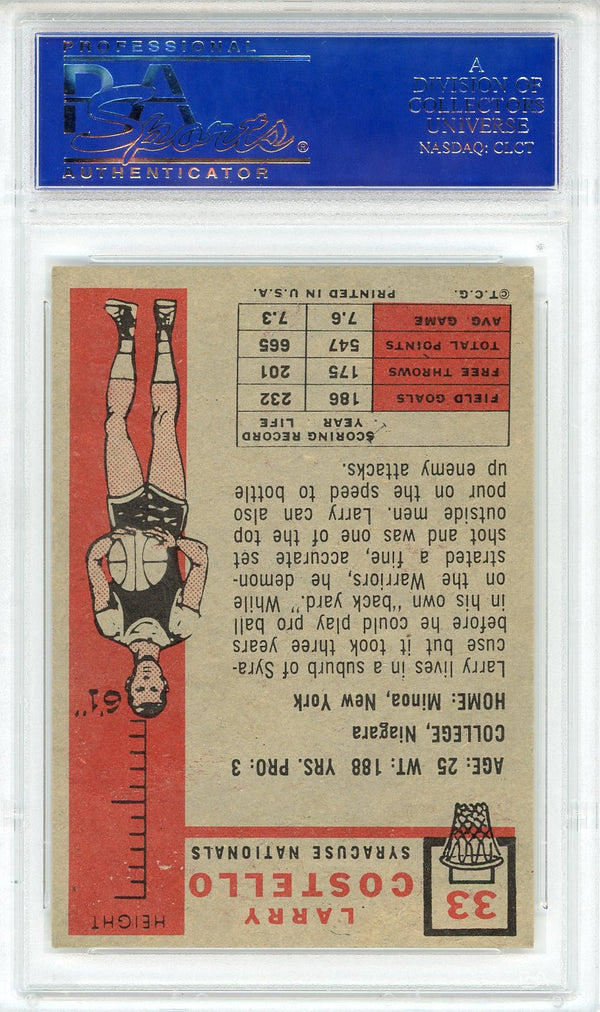 PROFESSIONAL
PSA
Sports®
AUTHENTICATOR
A
DIVISION OF
COLLECTORS
UNIVERSE
NASDAQ: CLCT
33
LARRY
COSTELLO
SYRACUSE NATIONALS
HEIGHT
6'1"
AGE: 25 WT: 188 YRS. PRO: 3
COLLEGE, Niagara
HOME: Minoa, New York
Larry lives in a suburb of Syra-
cuse but it took three years
before he could play pro ball
in his own "back yard." While
on the Warriors, he demon-
strated a fine, accurate set
shot and was one of the top
outside men. Larry can also
pour on the speed to bottle
up enemy attacks.
SCORING RECORD YEAR LIFE
FIELD GOALS 186 232
FREE THROWS 175 201
TOTAL POINTS 547 665
AVG. GAME 7.6 7.3
©T.C.G. PRINTED IN U.S.A.